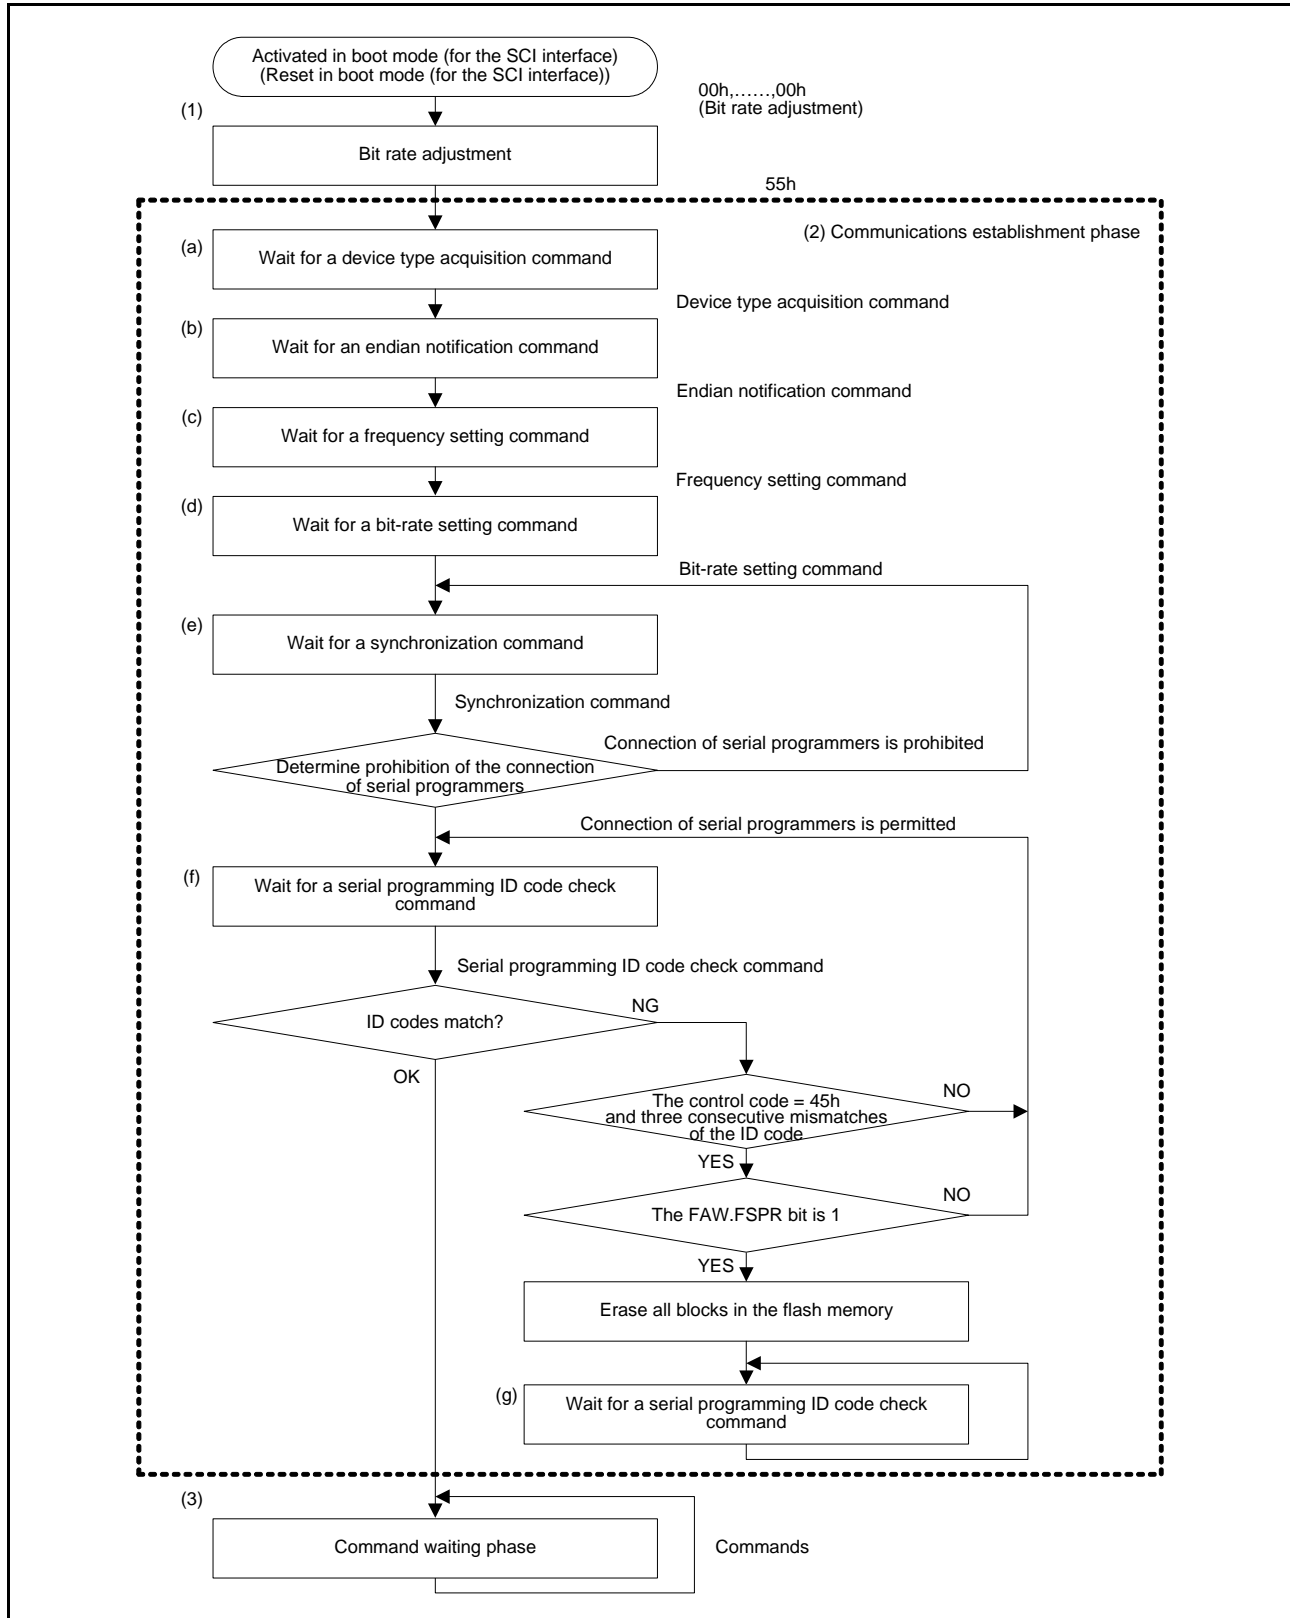 Activated in boot mode (for the SCI interface)
(Reset in boot mode (for the SCI interface))
00h,……,00h
(Bit rate adjustment)
(1)
Bit rate adjustment
55h
(2) Communications establishment phase
(a)
Wait for a device type acquisition command
Device type acquisition command
(b)
Wait for an endian notification command
Endian notification command
(c)
Wait for a frequency setting command
Frequency setting command
(d)
Wait for a bit-rate setting command
Bit-rate setting command
(e)
Wait for a synchronization command
Synchronization command
Connection of serial programmers is prohibited
Determine prohibition of the connection
of serial programmers
Connection of serial programmers is permitted
(f)
Wait for a serial programming ID code check
command
Serial programming ID code check command
NG
ID codes match?
OK
NO
The control code = 45h
and three consecutive mismatches
of the ID code
YES
NO
The FAW.FSPR bit is 1
YES
Erase all blocks in the flash memory
(g)
Wait for a serial programming ID code check
command
(3)
Command waiting phase
Commands